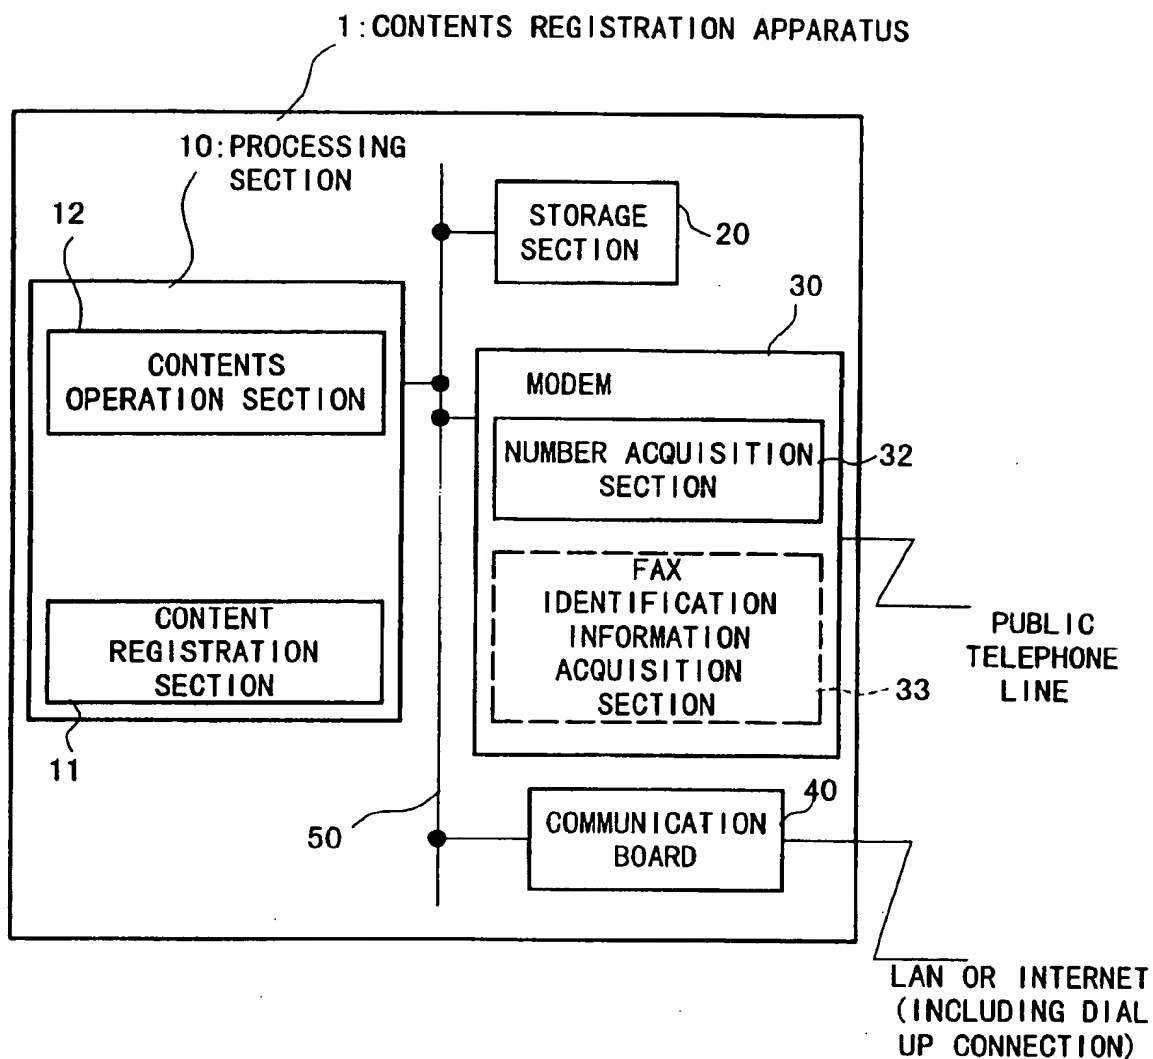 1:CONTENTS REGISTRATION APPARATUS
10:PROCESSING
SECTION
12
CONTENTS
OPERATION SECTION
CONTENT
REGISTRATION
SECTION
11
STORAGE
SECTION
20
30
MODEM
NUMBER ACQUISITION
SECTION
32
FAX
IDENTIFICATION
INFORMATION
ACQUISITION
SECTION
33
PUBLIC
TELEPHONE
LINE
50
COMMUNICATION
BOARD
40
LAN OR INTERNET
(INCLUDING DIAL
UP CONNECTION)